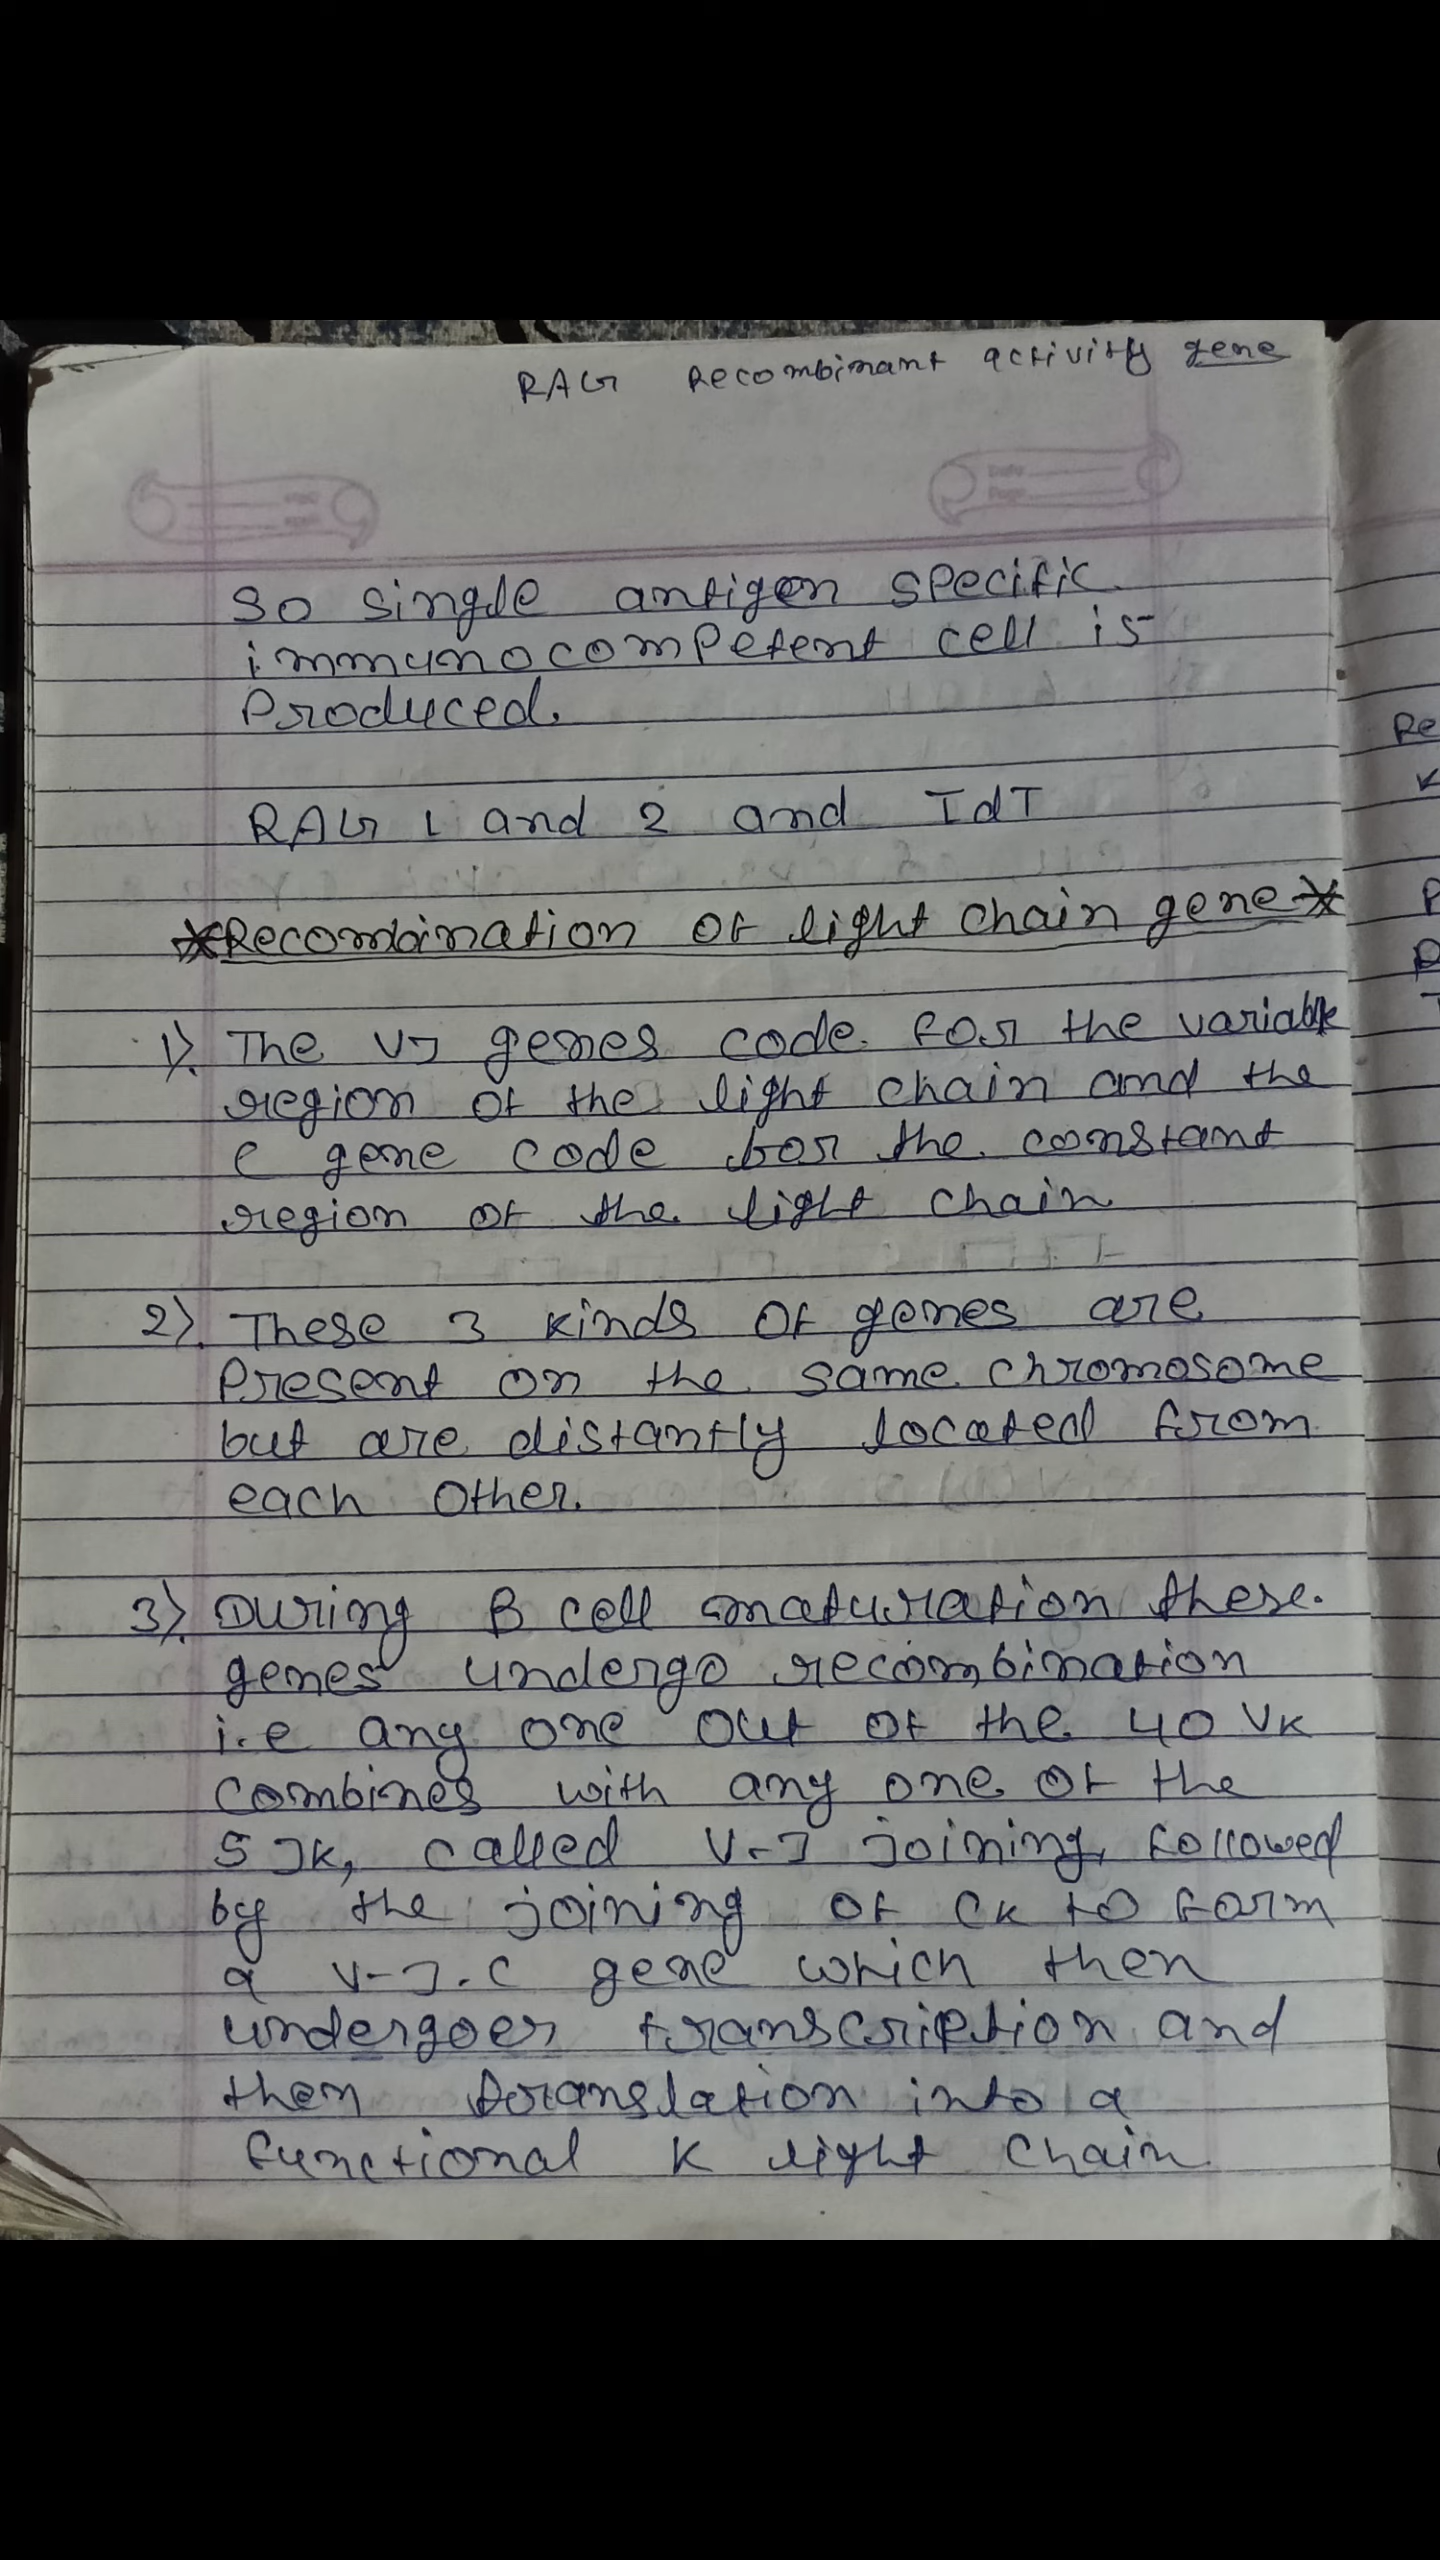 RAG Recombinant activity gene
So single antigen specific
immunocompetent cell is
Produced.
RAG 1 and 2 and TdT
*Recombination of light chain gene*
1). The VJ genes code for the variable
region of the light chain and the
C gene code for the constant
region of the light chain
2). These 3 kinds of genes are
Present on the same chromosome
but are distantly located from
each other.
3). During B cell maturation these
genes undergo recombination
i.e any one out of the 40 VK
combines with any one of the
5 JK, called V-J joining, followed
by the joining of CK to form
a V-J.C gene which then
undergoes transcription and
then translation into a
functional K light chain